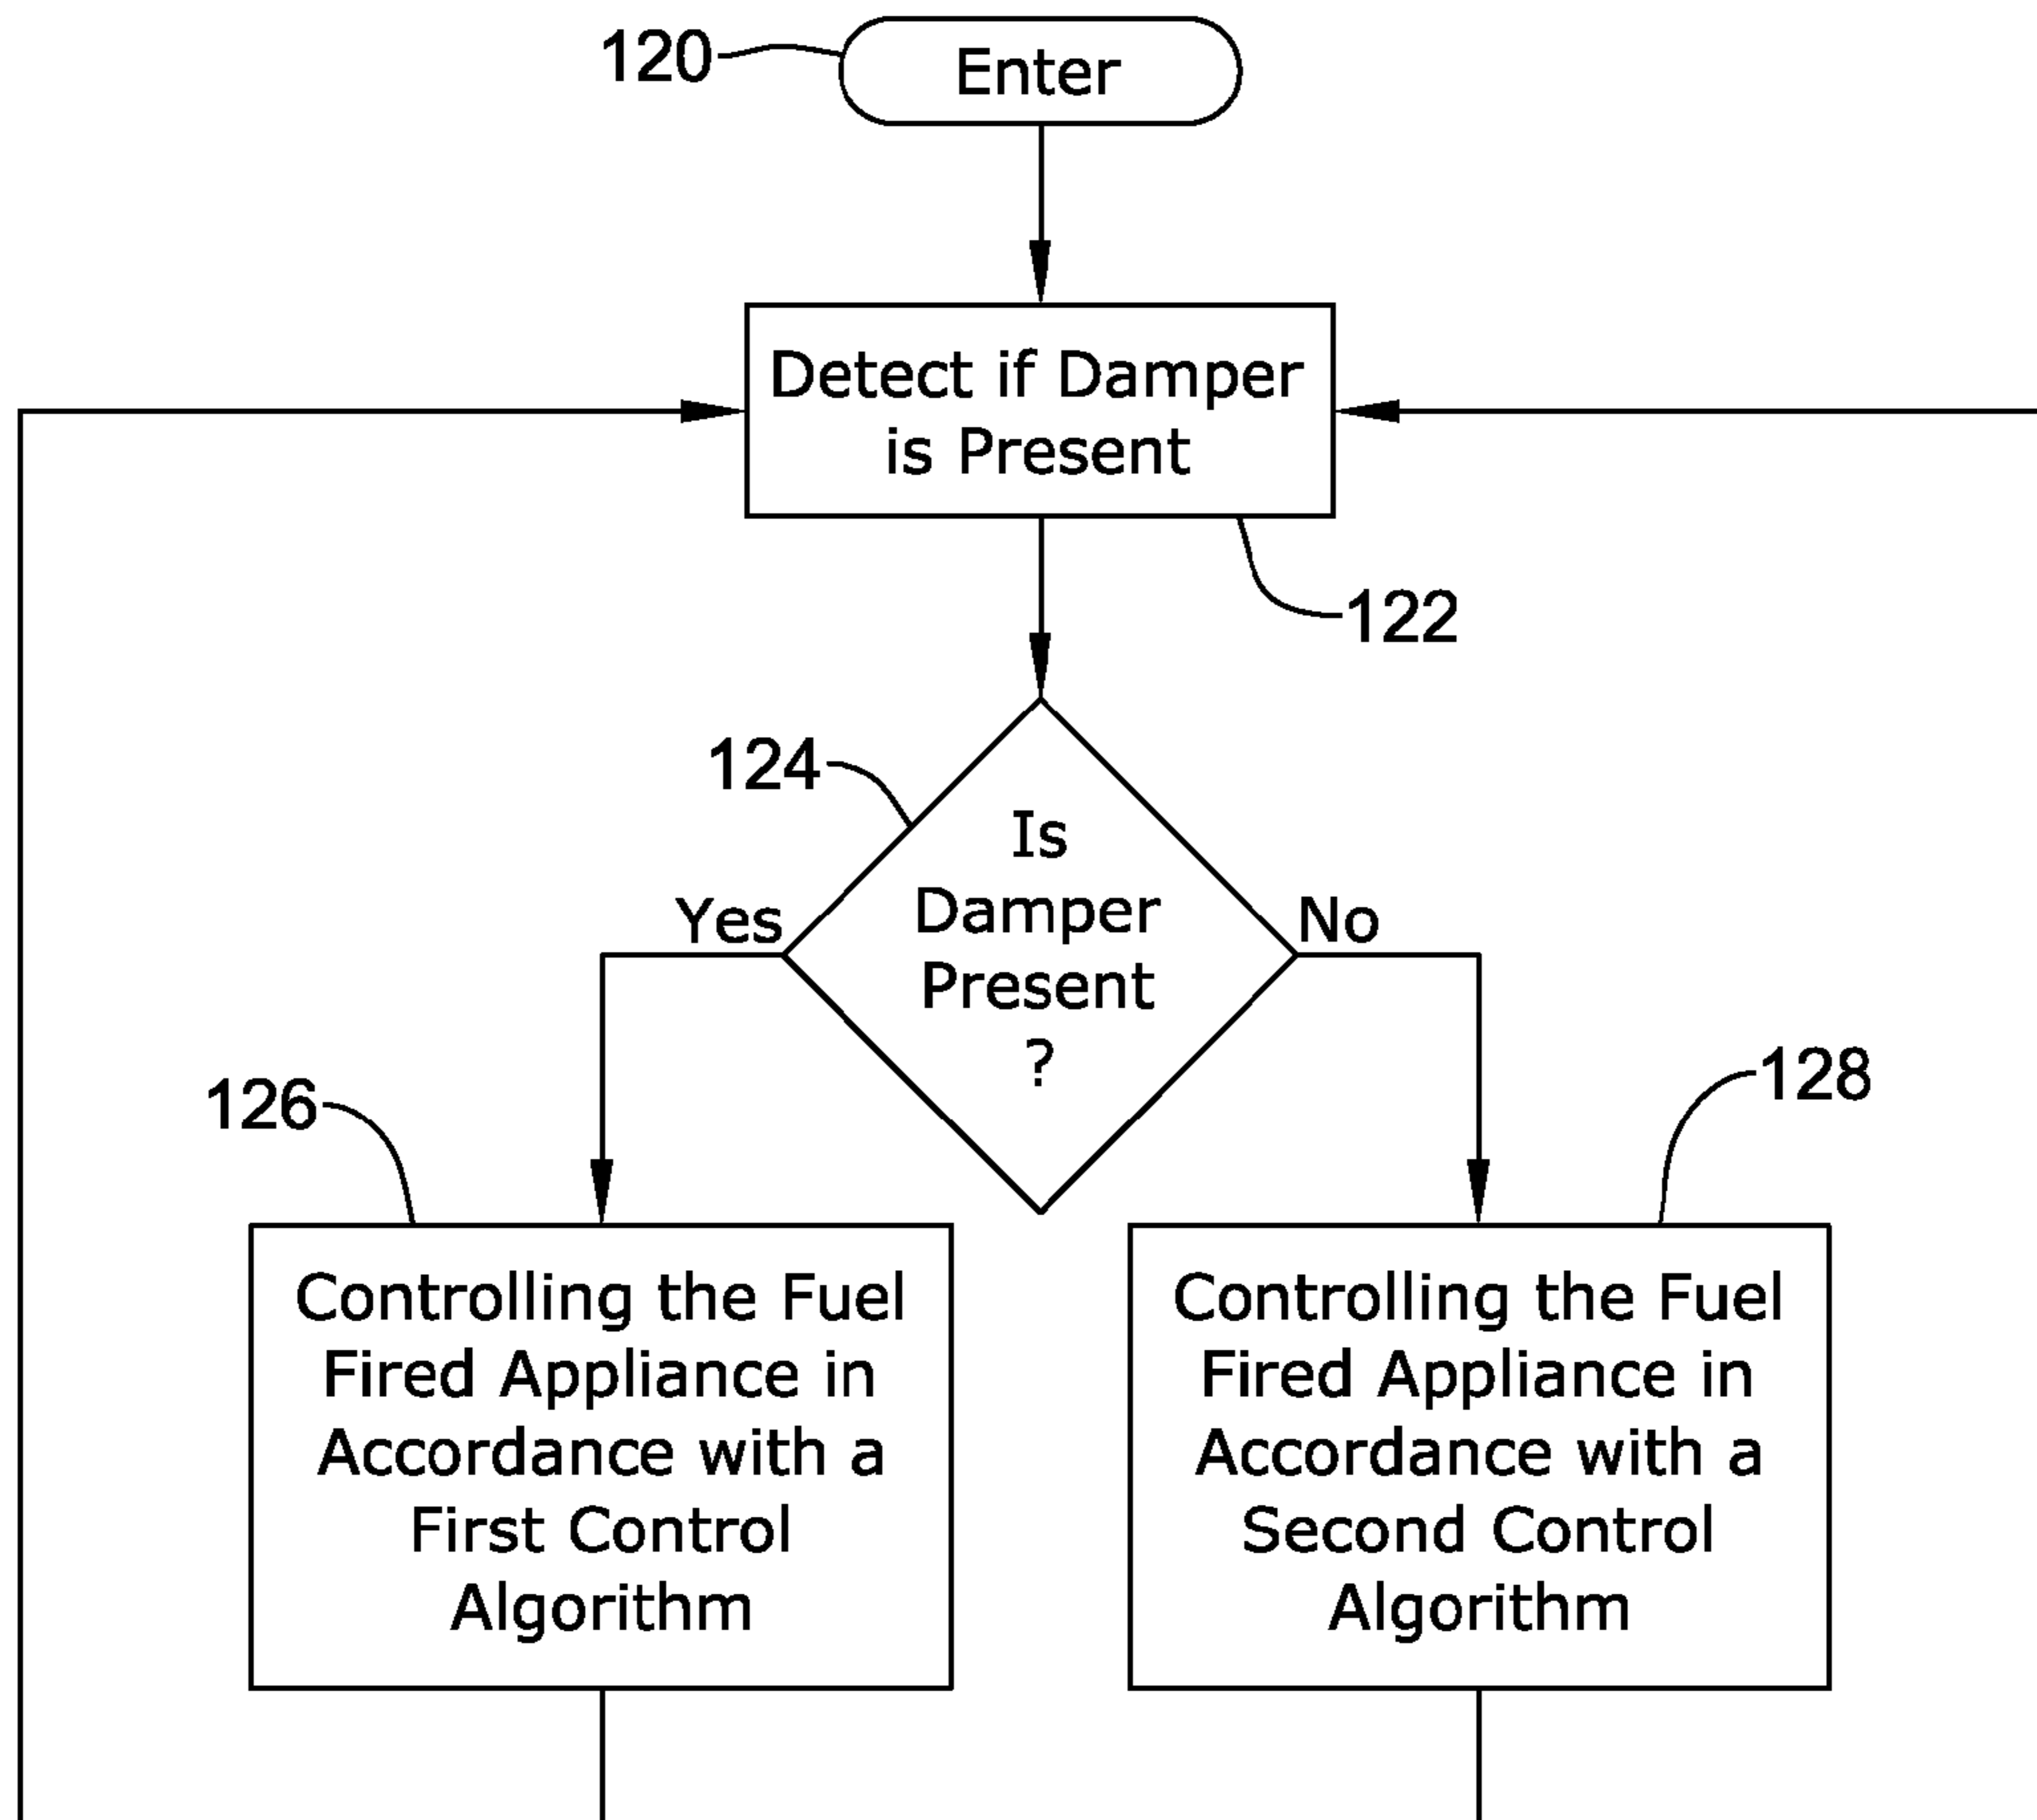 120
Enter
Detect if Damper
is Present
122
124
Is
Damper
Present
?
Yes
No
126
128
Controlling the Fuel
Fired Appliance in
Accordance with a
First Control
Algorithm
Controlling the Fuel
Fired Appliance in
Accordance with a
Second Control
Algorithm